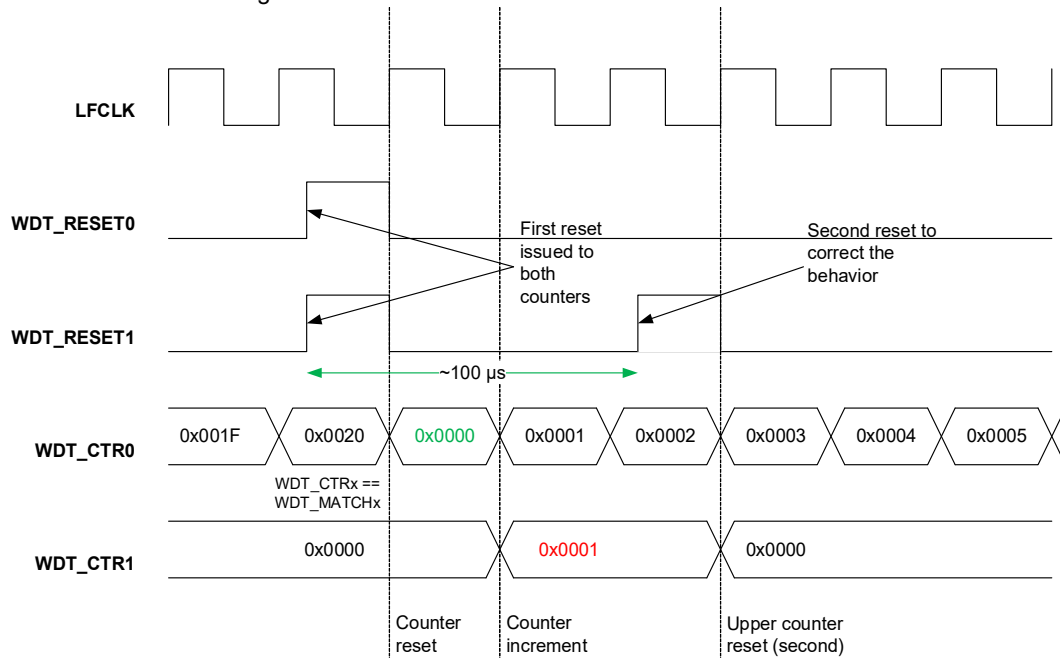 LFCLK
WDT_RESET0
First reset
issued to
both
counters
Second reset to
correct the
behavior
WDT_RESET1
~100 µs
WDT_CTR0
0x001F
0x0020
0x0000
0x0001
0x0002
0x0003
0x0004
0x0005
WDT_CTRx ==
WDT_MATCHx
WDT_CTR1
0x0000
0x0001
0x0000
Counter
reset
Counter
increment
Upper counter
reset (second)